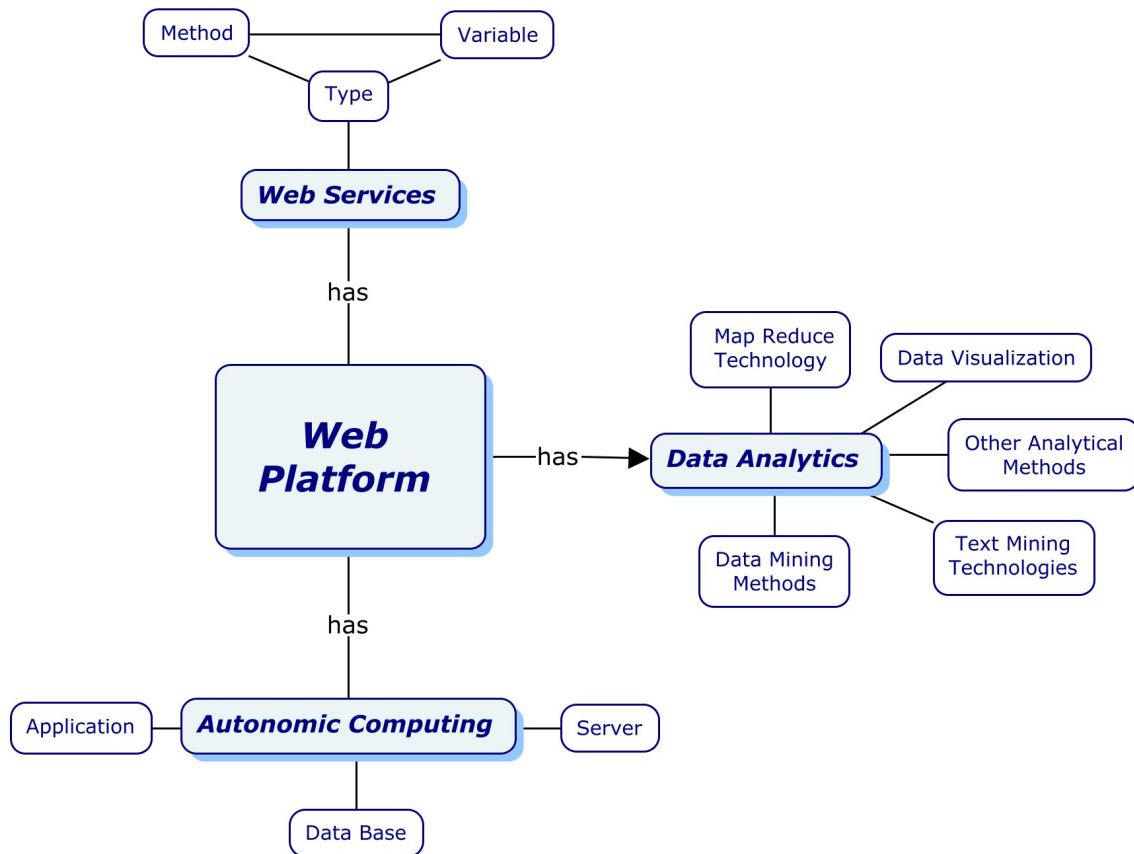 Method
Variable
Type
Web Services
has
Map Reduce
Technology
Data Visualization
Web
Platform
has
Data Analytics
Other Analytical
Methods
Data Mining
Methods
Text Mining
Technologies
has
Application
Autonomic Computing
Server
Data Base